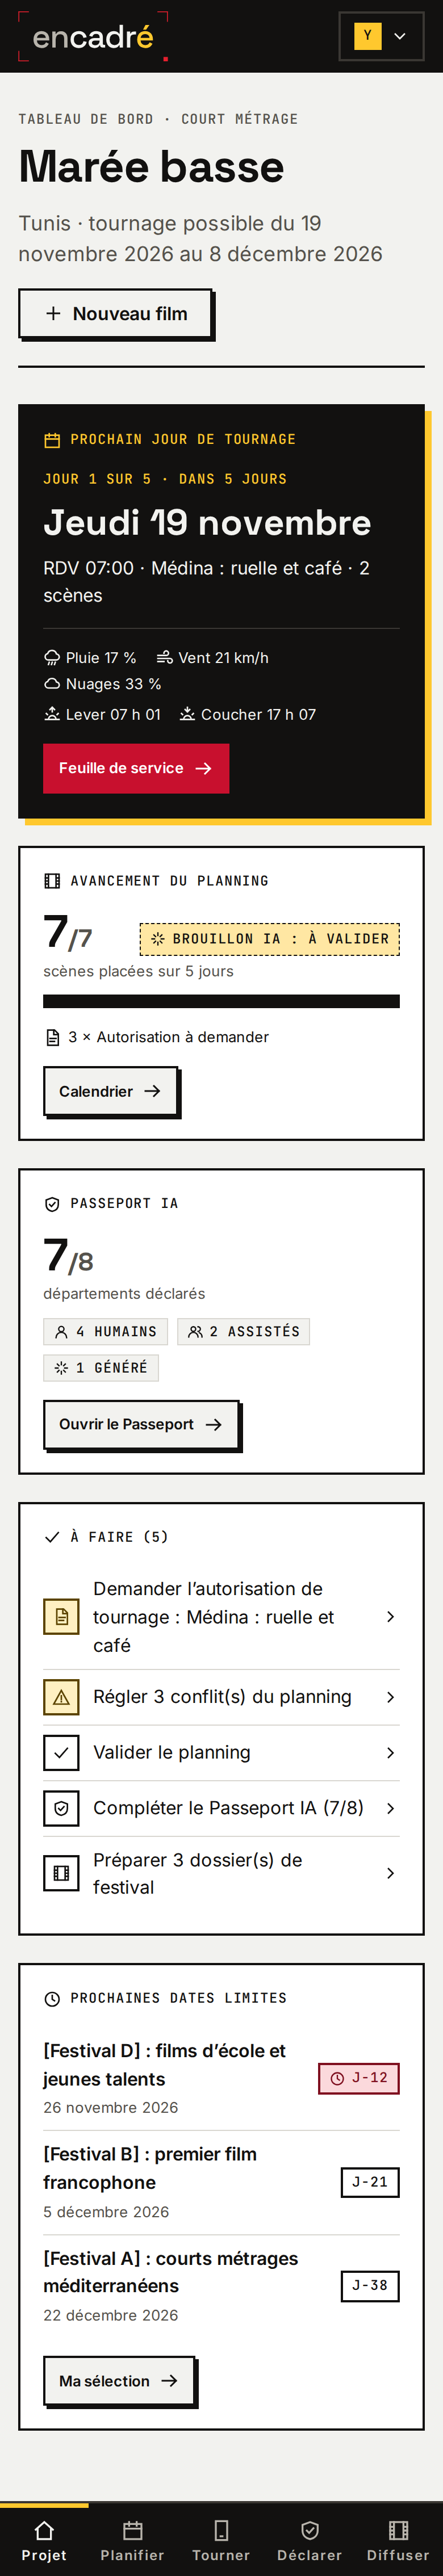 encadré
Y
TABLEAU DE BORD · COURT MÉTRAGE
Marée basse
Tunis · tournage possible du 19
novembre 2026 au 8 décembre 2026
+ Nouveau film
PROCHAIN JOUR DE TOURNAGE
JOUR 1 SUR 5 · DANS 5 JOURS
Jeudi 19 novembre
RDV 07:00 · Médina : ruelle et café · 2
scènes
Pluie 17 % Vent 21 km/h
Nuages 33 %
Lever 07 h 01 Coucher 17 h 07
Feuille de service →
AVANCEMENT DU PLANNING
7/7
BROUILLON IA : À VALIDER
scènes placées sur 5 jours
3 × Autorisation à demander
Calendrier →
PASSEPORT IA
7/8
départements déclarés
4 HUMAINS 2 ASSISTÉS
1 GÉNÉRÉ
Ouvrir le Passeport →
À FAIRE (5)
Demander l’autorisation de
tournage : Médina : ruelle et
café
Régler 3 conflit(s) du planning
Valider le planning
Compléter le Passeport IA (7/8)
Préparer 3 dossier(s) de
festival
PROCHAINES DATES LIMITES
[Festival D] : films d’école et
jeunes talents
26 novembre 2026
J-12
[Festival B] : premier film
francophone
5 décembre 2026
J-21
[Festival A] : courts métrages
méditerranéens
22 décembre 2026
J-38
Ma sélection →
Projet Planifier Tourner Déclarer Diffuser